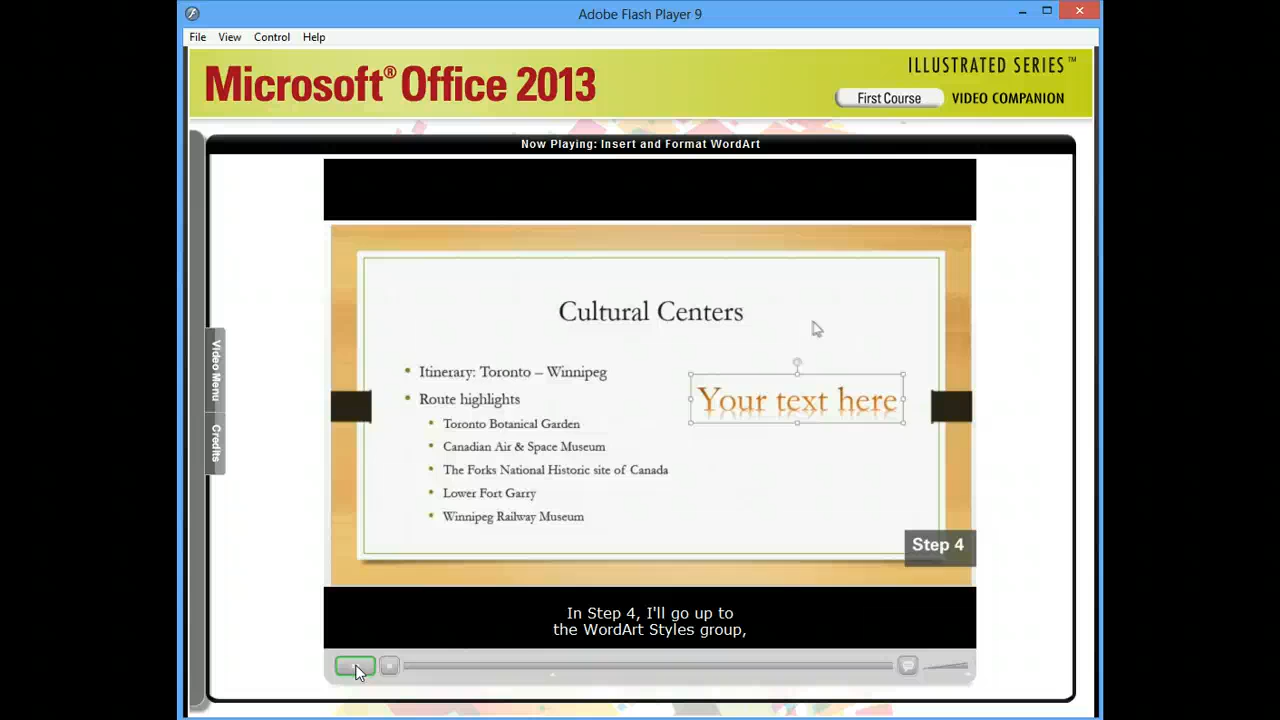 Adobe Flash Player 9
File View Control Help
Microsoft® Office 2013
ILLUSTRATED SERIES™
First Course VIDEO COMPANION
Now Playing: Insert and Format WordArt
Video Menu
Credits
Cultural Centers
• Itinerary: Toronto – Winnipeg
• Route highlights
• Toronto Botanical Garden
• Canadian Air & Space Museum
• The Forks National Historic site of Canada
• Lower Fort Garry
• Winnipeg Railway Museum
Your text here
Step 4
In Step 4, I'll go up to
the WordArt Styles group,